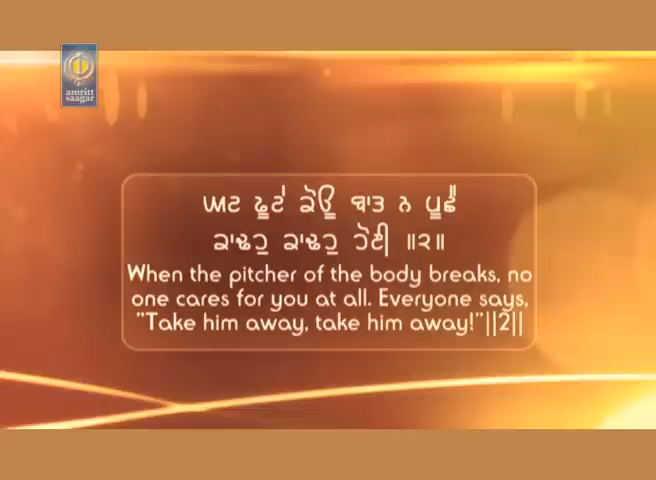 amritt
saagar
ਘਟ ਫੂਟੇ ਕੋਊ ਬਾਤ ਨ ਪੂਛੈ
ਕਾਢਹੁ ਕਾਢਹੁ ਹੋਈ ॥੨॥
When the pitcher of the body breaks, no
one cares for you at all. Everyone says,
"Take him away, take him away!"||2||